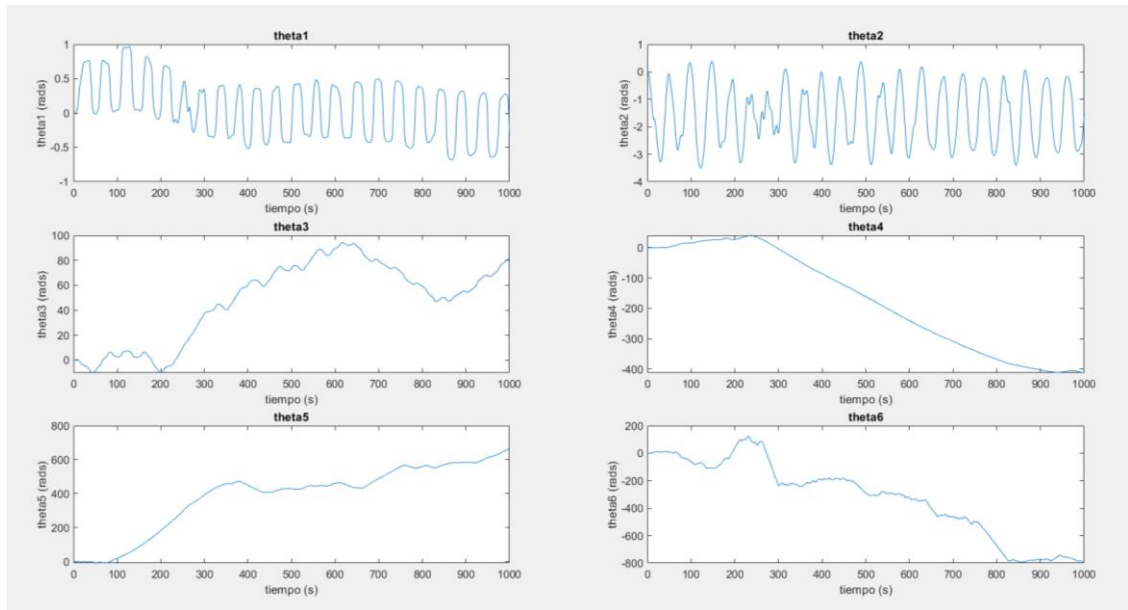 theta1
1
0.5
0
-0.5
-1
theta1 (rads)
0 100 200 300 400 500 600 700 800 900 1000
tiempo (s)
theta2
0
-1
-2
-3
-4
theta2 (rads)
0 100 200 300 400 500 600 700 800 900 1000
tiempo (s)
theta3
100
80
60
40
20
0
theta3 (rads)
0 100 200 300 400 500 600 700 800 900 1000
tiempo (s)
theta4
0
-100
-200
-300
-400
theta4 (rads)
0 100 200 300 400 500 600 700 800 900 1000
tiempo (s)
theta5
800
600
400
200
0
theta5 (rads)
0 100 200 300 400 500 600 700 800 900 1000
tiempo (s)
theta6
200
0
-200
-400
-600
-800
theta6 (rads)
0 100 200 300 400 500 600 700 800 900 1000
tiempo (s)